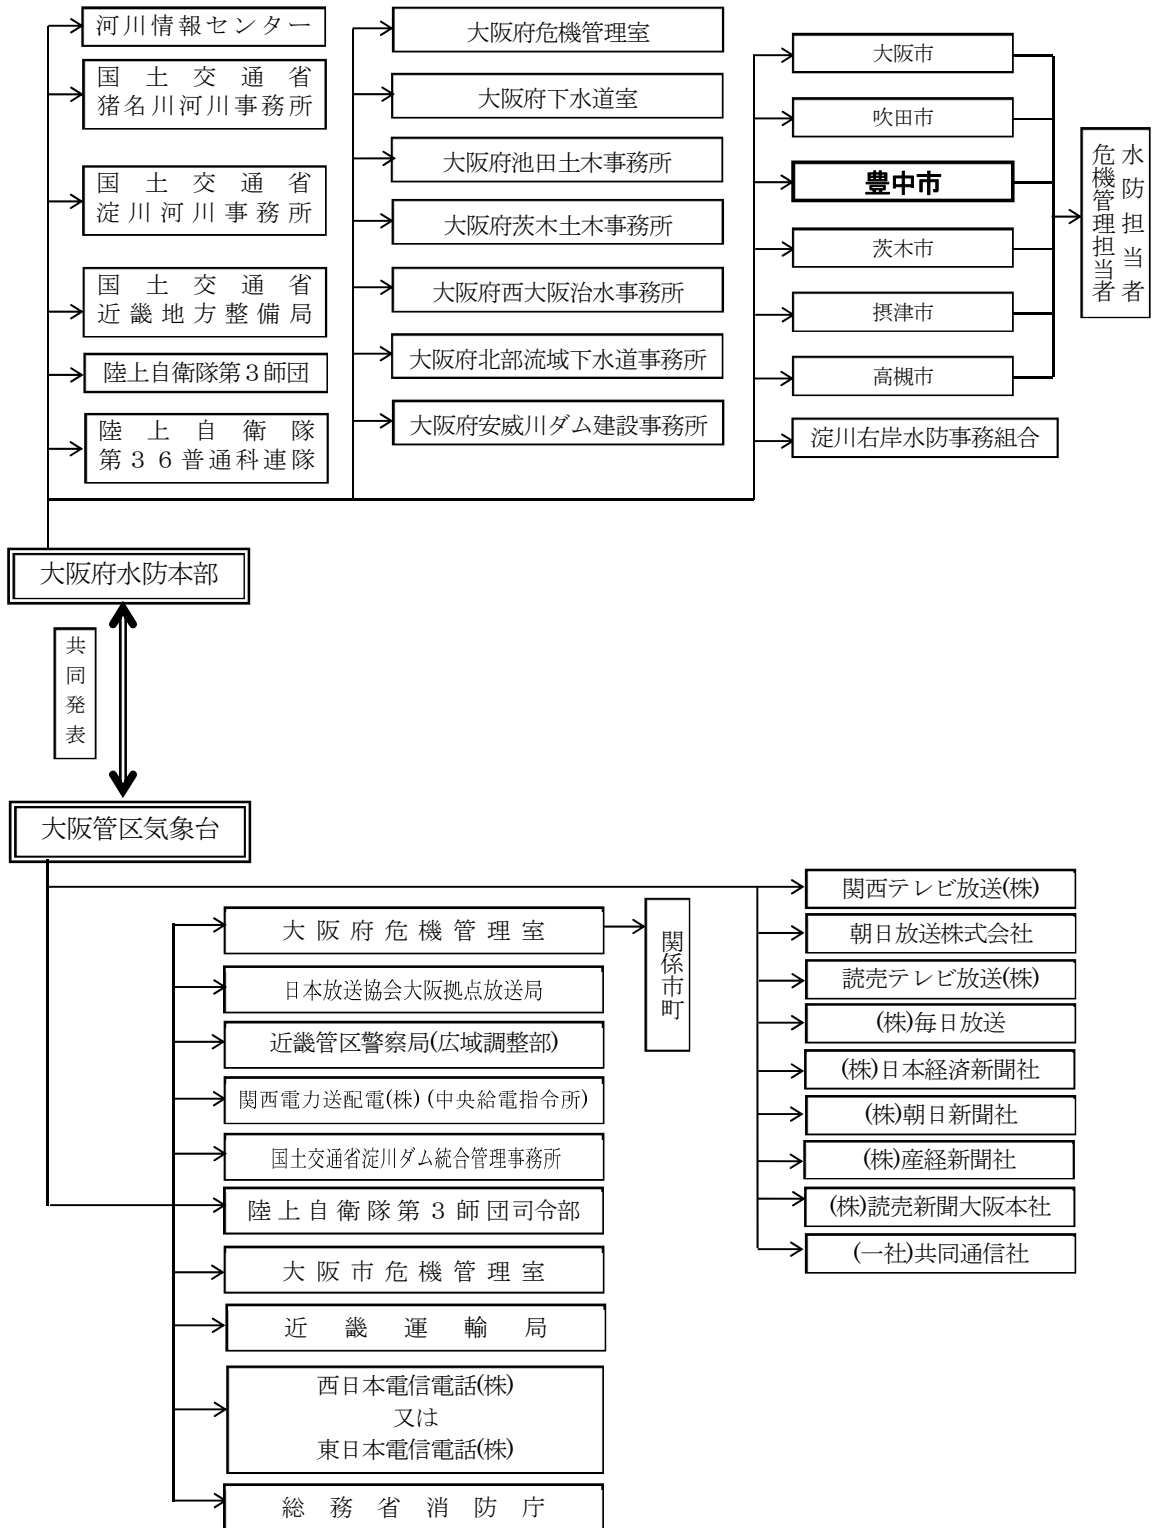 河川情報センター
国土交通省
猪名川河川事務所
国土交通省
淀川河川事務所
国土交通省
近畿地方整備局
陸上自衛隊第３師団
陸上自衛隊
第３６普通科連隊
大阪府危機管理室
大阪府下水道室
大阪府池田土木事務所
大阪府茨木土木事務所
大阪府西大阪治水事務所
大阪府北部流域下水道事務所
大阪府安威川ダム建設事務所
大阪市
吹田市
豊中市
茨木市
摂津市
高槻市
淀川右岸水防事務組合
水防担当者
危機管理担当者
大阪府水防本部
共同発表
大阪管区気象台
大阪府危機管理室
日本放送協会大阪拠点放送局
近畿管区警察局(広域調整部)
関西電力送配電(株) (中央給電指令所)
国土交通省淀川ダム統合管理事務所
陸上自衛隊第３師団司令部
大阪市危機管理室
近畿運輸局
西日本電信電話(株)
又は
東日本電信電話(株)
総務省消防庁
関係市町
関西テレビ放送(株)
朝日放送株式会社
読売テレビ放送(株)
(株)毎日放送
(株)日本経済新聞社
(株)朝日新聞社
(株)産経新聞社
(株)読売新聞大阪本社
(一社)共同通信社